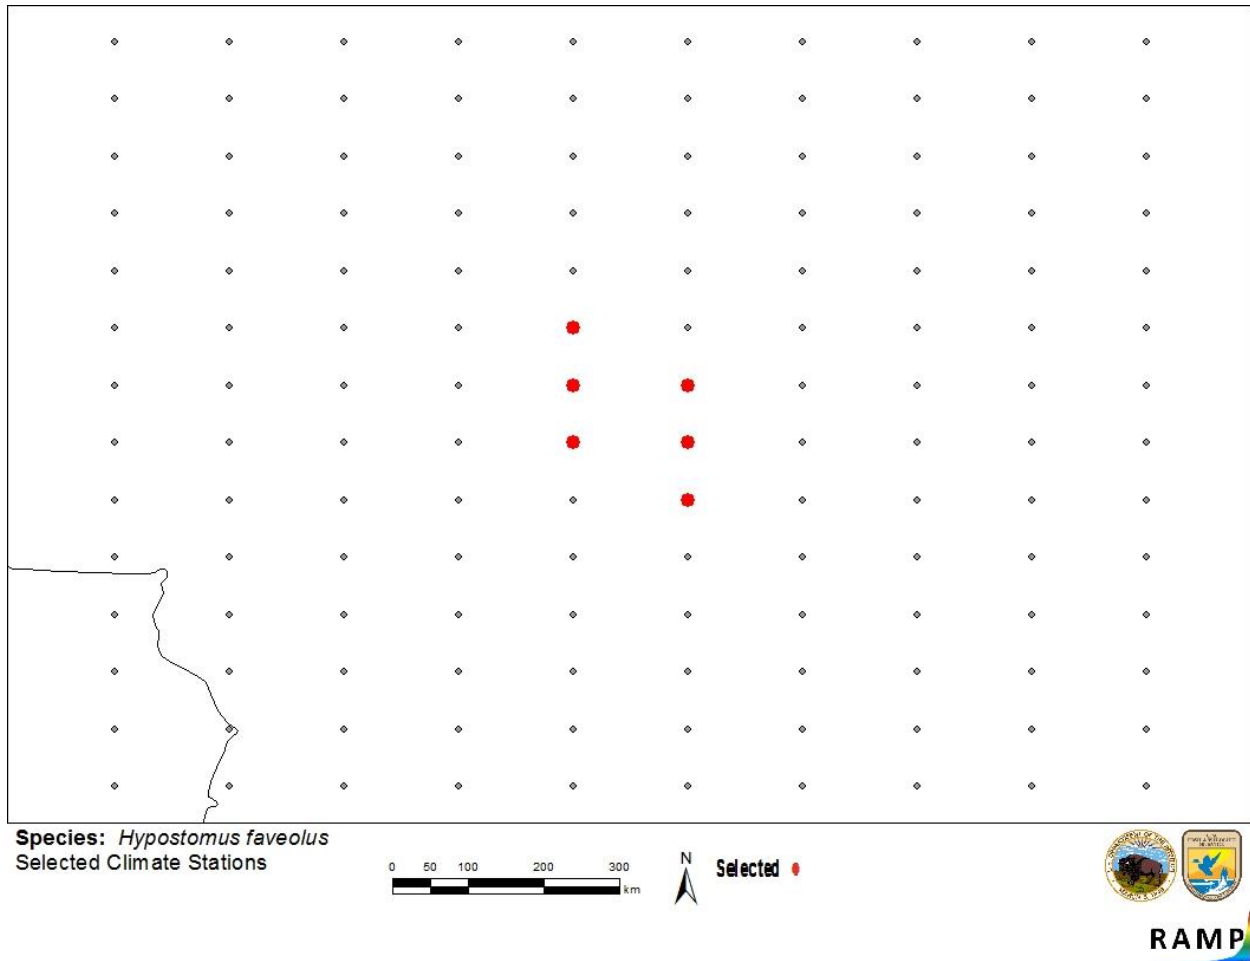 Species: Hypostomus faveolus
Selected Climate Stations
0 50 100 200 300
km
N
Selected
RAMP